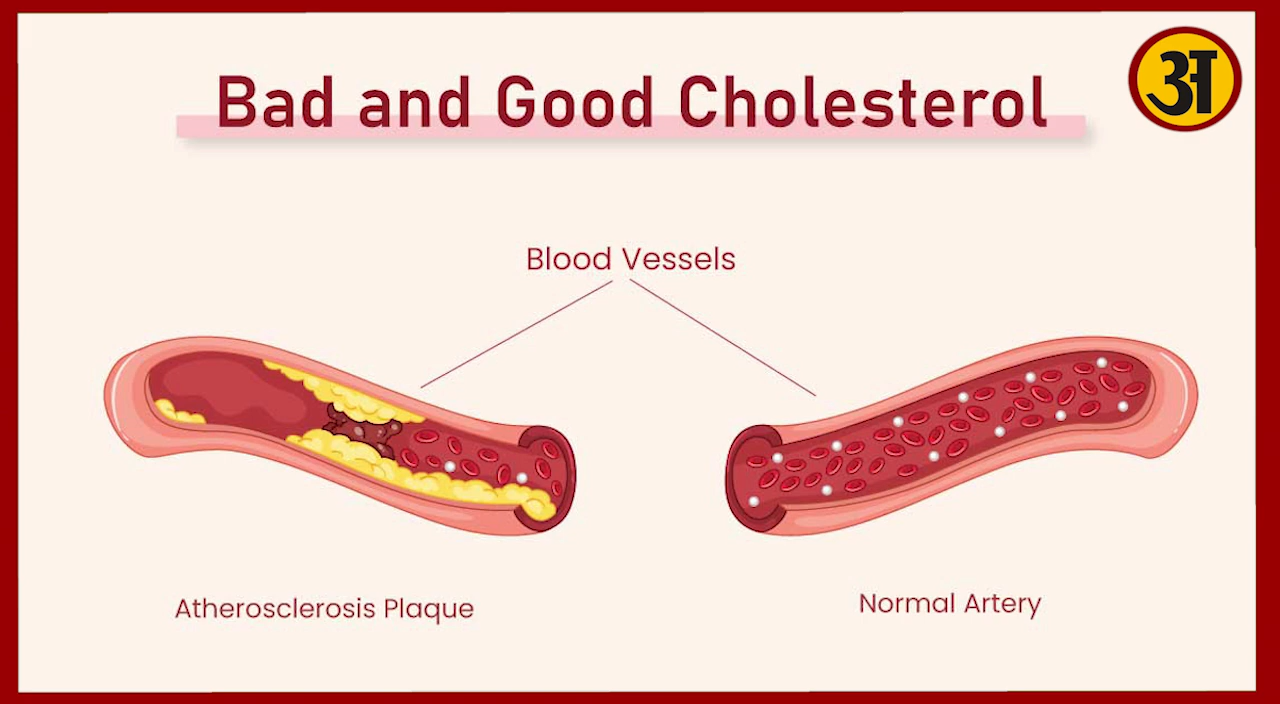 Bad and Good Cholesterol
अ
Blood Vessels
Atherosclerosis Plaque
Normal Artery